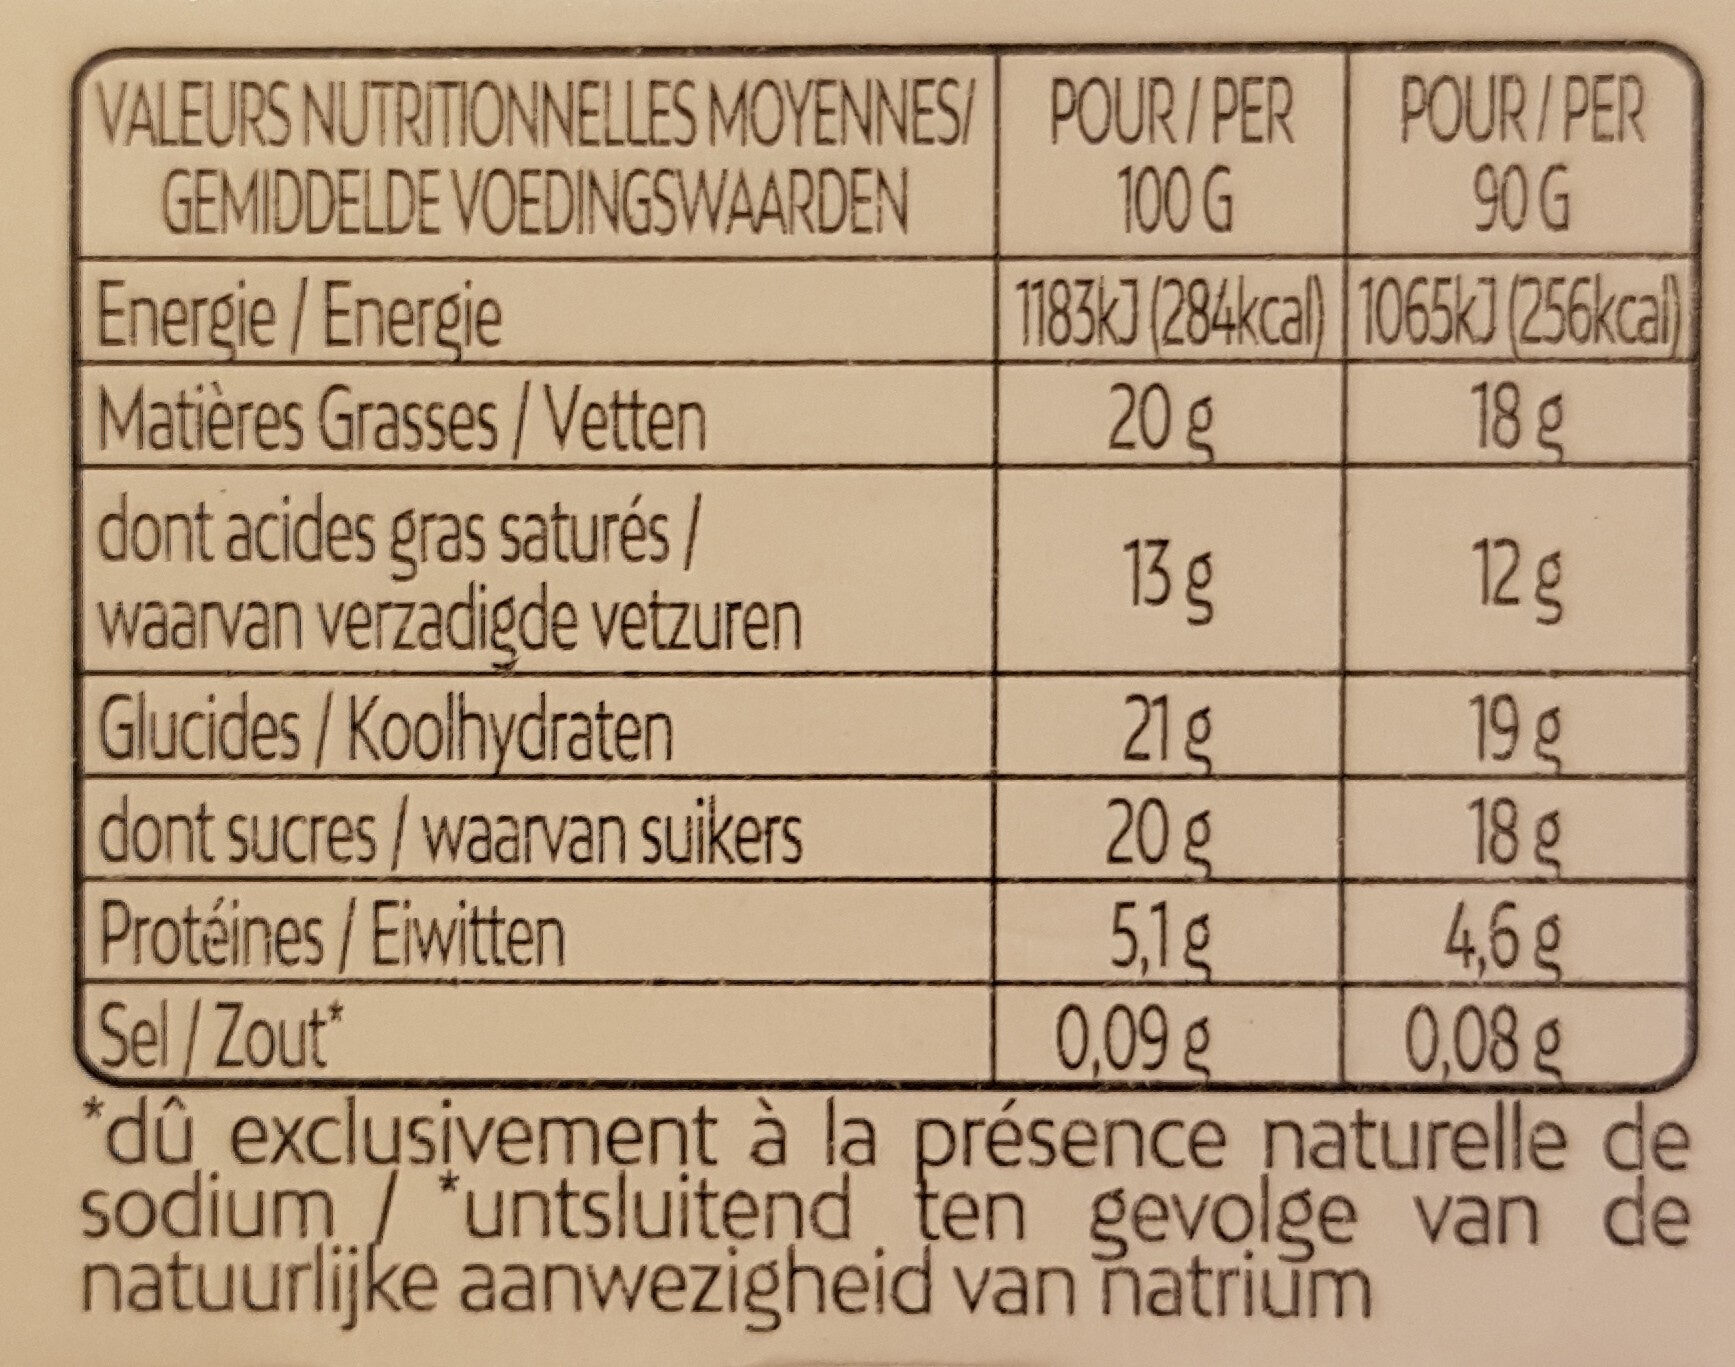 VALEURS NUTRITIONNELLES MOYENNES/ POUR / PER POUR / PER
GEMIDDELDE VOEDINGSWAARDEN 100 G 90 G
Energie / Energie 1183kJ (284kcal) 1065kJ (256kcal)
Matières Grasses / Vetten 20 g 18 g
dont acides gras saturés /
waarvan verzadigde vetzuren 13 g 12 g
Glucides / Koolhydraten 21 g 19 g
dont sucres / waarvan suikers 20 g 18 g
Protéines / Eiwitten 5,1 g 4,6 g
Sel / Zout* 0,09 g 0,08 g
*dû exclusivement à la présence naturelle de
sodium / *untsluitend ten gevolge van de
natuurlijke aanwezigheid van natrium